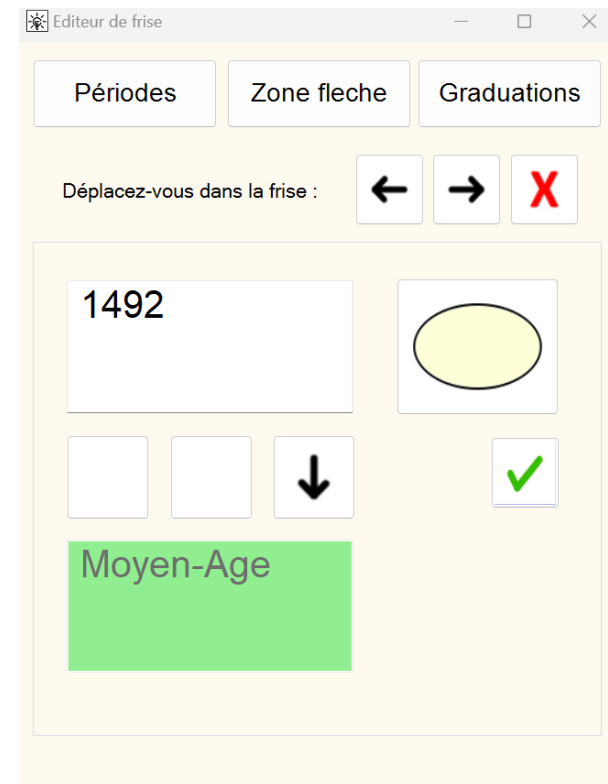 Editeur de frise
Périodes
Zone fleche
Graduations
Déplacez-vous dans la frise :
X
1492
Moyen-Age